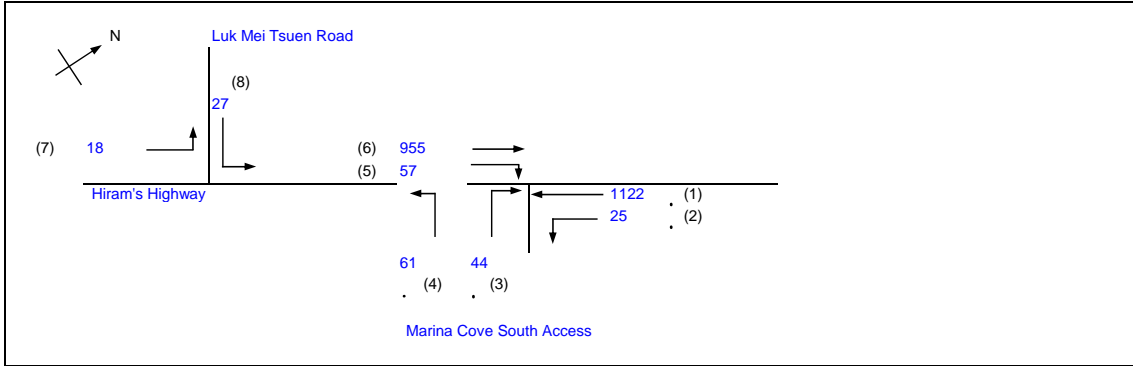 N
Luk Mei Tsuen Road
(8)
27
(7) 18
(6) 955
(5) 57
Hiram's Highway
1122 (1)
25 (2)
61 44
(4) (3)
Marina Cove South Access